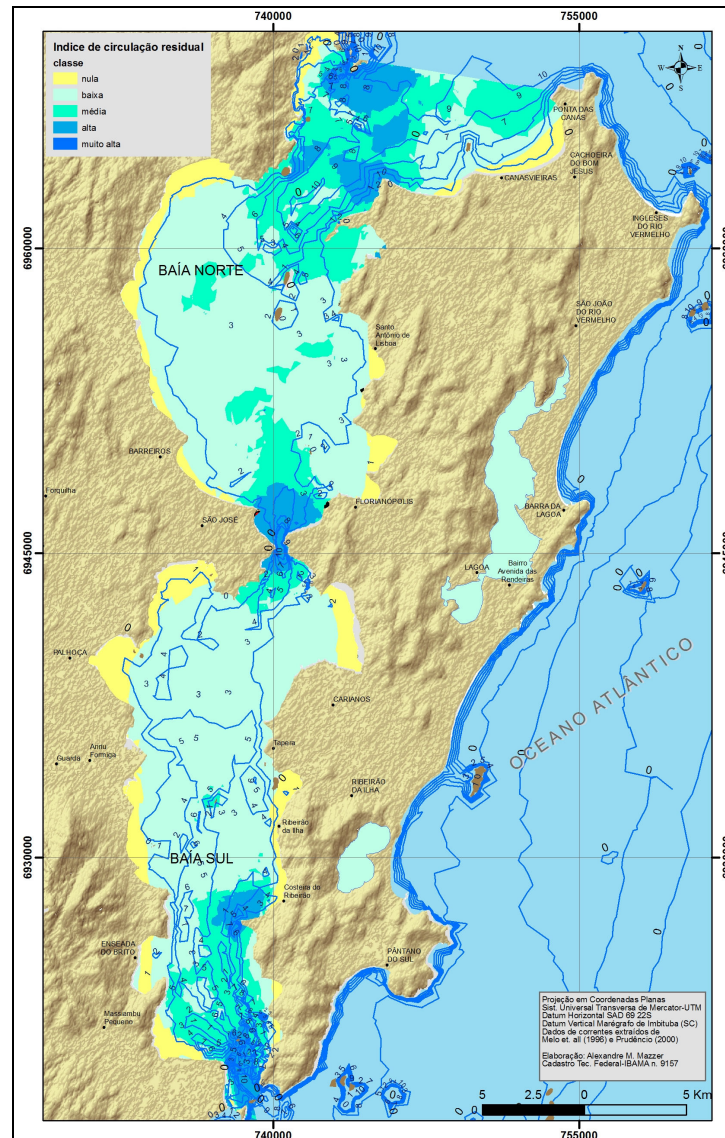 740000
755000
Indice de circulação residual
classe
nula
baixa
média
alta
muito alta
N
W
E
S
PONTA DAS
CANAS
CACHOEIRA
DO BOM
JESUS
CANASVIEIRAS
INGLESES
DO RIO
VERMELHO
6960000
BAÍA NORTE
SÃO JOÃO
DO RIO
VERMELHO
Santo
Antônio de
Lisboa
BARREIROS
Forquilha
FLORIANÓPOLIS
SÃO JOSÉ
BARRA DA
LAGOA
6945000
LAGOA
Bairro
Avenida das
Rendeiras
PALHOÇA
CARIANOS
OCEANO ATLÂNTICO
Tapera
Guarda
Anriu
Formiga
RIBEIRÃO
DA ILHA
Ribeirão
da Ilha
6930000
BAÍA SUL
Costeira do
Ribeirão
ENSEADA
DO BRITO
PÂNTANO
DO SUL
Massiambu
Pequeno
Projeção em Coordenadas Planas
Sist. Universal Transversa de Mercator-UTM
Datum Horizontal SAD 69 22S
Datum Vertical Marégrafo de Imbituba (SC)
Dados de correntes extraídos de
Melo et. all (1996) e Prudêncio (2000)
Elaboração: Alexandre M. Mazzer
Cadastro Tec. Federal-IBAMA n. 9157
5 2.5 0 5 Km
740000
755000